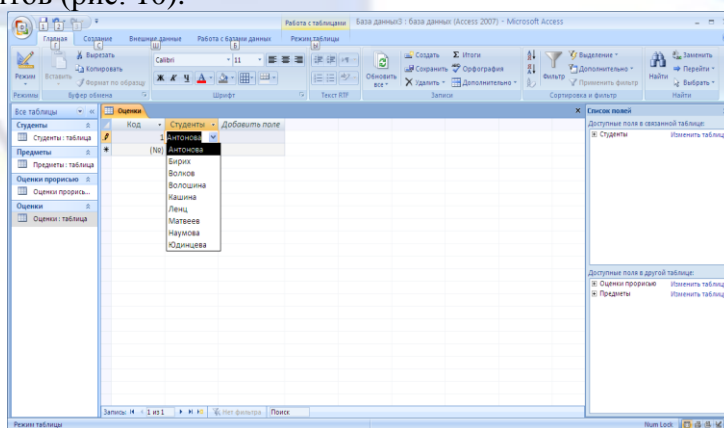 тов (рис. 10).
Работа с таблицами
База данных3 : база данных (Access 2007) - Microsoft Access
Главная
Создание
Внешние данные
Работа с базами данных
Режим таблицы
Режим
Вставить
Вырезать
Копировать
Формат по образцу
Calibri
11
Ж К Ч
Обновить все
Создать
Сохранить
Удалить
Итоги
Орфография
Дополнительно
Фильтр
Выделение
Дополнительно
Применить фильтр
Найти
Заменить
Перейти
Выбрать
Режимы
Буфер обмена
Шрифт
Текст RTF
Записи
Сортировка и фильтр
Найти
Все таблицы
Студенты
Студенты : таблица
Предметы
Предметы : таблица
Оценки прорисью
Оценки прорись...
Оценки
Оценки : таблица
Оценки
Код
Студенты
Добавить поле
1
Антонова
(№)
Антонова
Бирих
Волков
Волошина
Кашина
Ленц
Матвеев
Наумова
Юдинцева
Список полей
Доступные поля в связанной таблице:
Студенты
Изменить таблиц
Доступные поля в другой таблице:
Оценки прорисью
Изменить таблиц
Предметы
Изменить таблиц
Запись:
1 из 1
Нет фильтра
Поиск
Режим таблицы
Num Lock